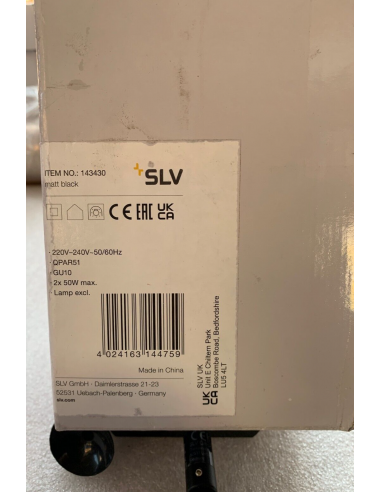 ITEM NO.: 143430
matt black
SLV
CE EAC UK CA
· 220V~240V~50/60Hz
· QPAR51
· GU10
· 2x 50W max.
· Lamp excl.
4 024163 144759
Made in China
SLV GmbH · Daimlerstrasse 21-23
52531 Uebach-Palenberg · Germany
slv.com
UK CA
SLV UK
Unit E Chiltern Park
Boscombe Road, Bedfordshire
LU5 4LT